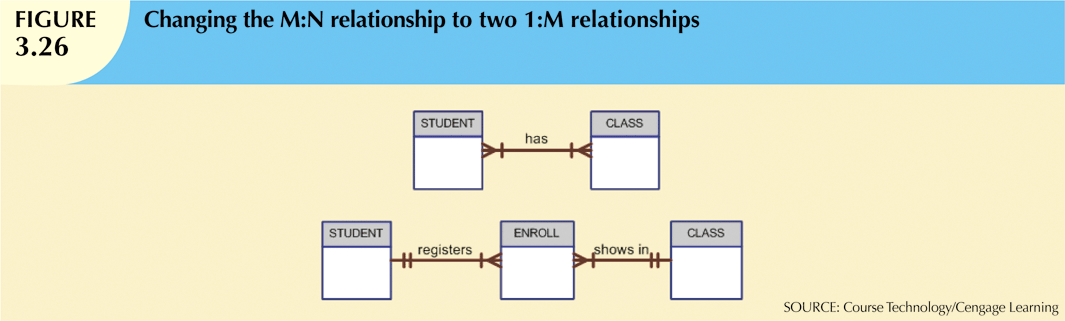 FIGURE
3.26
Changing the M:N relationship to two 1:M relationships
STUDENT
has
CLASS
STUDENT
registers
ENROLL
shows in
CLASS
SOURCE: Course Technology/Cengage Learning